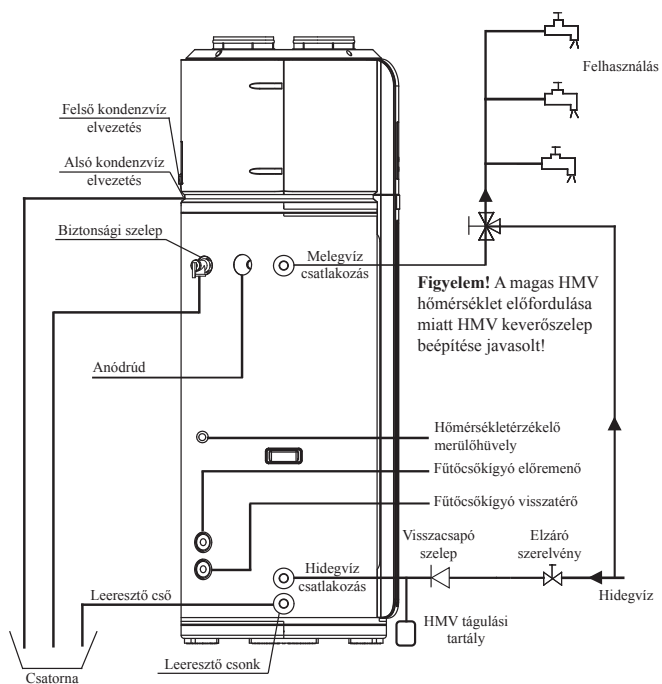 Felhasználás
Felső kondenzvíz
elvezetés
Alsó kondenzvíz
elvezetés
Biztonsági szelep
Melegvíz
csatlakozás
Figyelem! A magas HMV
hőmérséklet előfordulása
miatt HMV keverőszelep
beépítése javasolt!
Anódrúd
Hőmérsékletérzékelő
merülőhüvely
Fűtőcsőkígyó előremenő
Fűtőcsőkígyó visszatérő
Visszacsapó
szelep
Elzáró
szerelvény
Hidegvíz
csatlakozás
Hidegvíz
Leeresztő cső
HMV tágulási
tartály
Leeresztő csonk
Csatorna